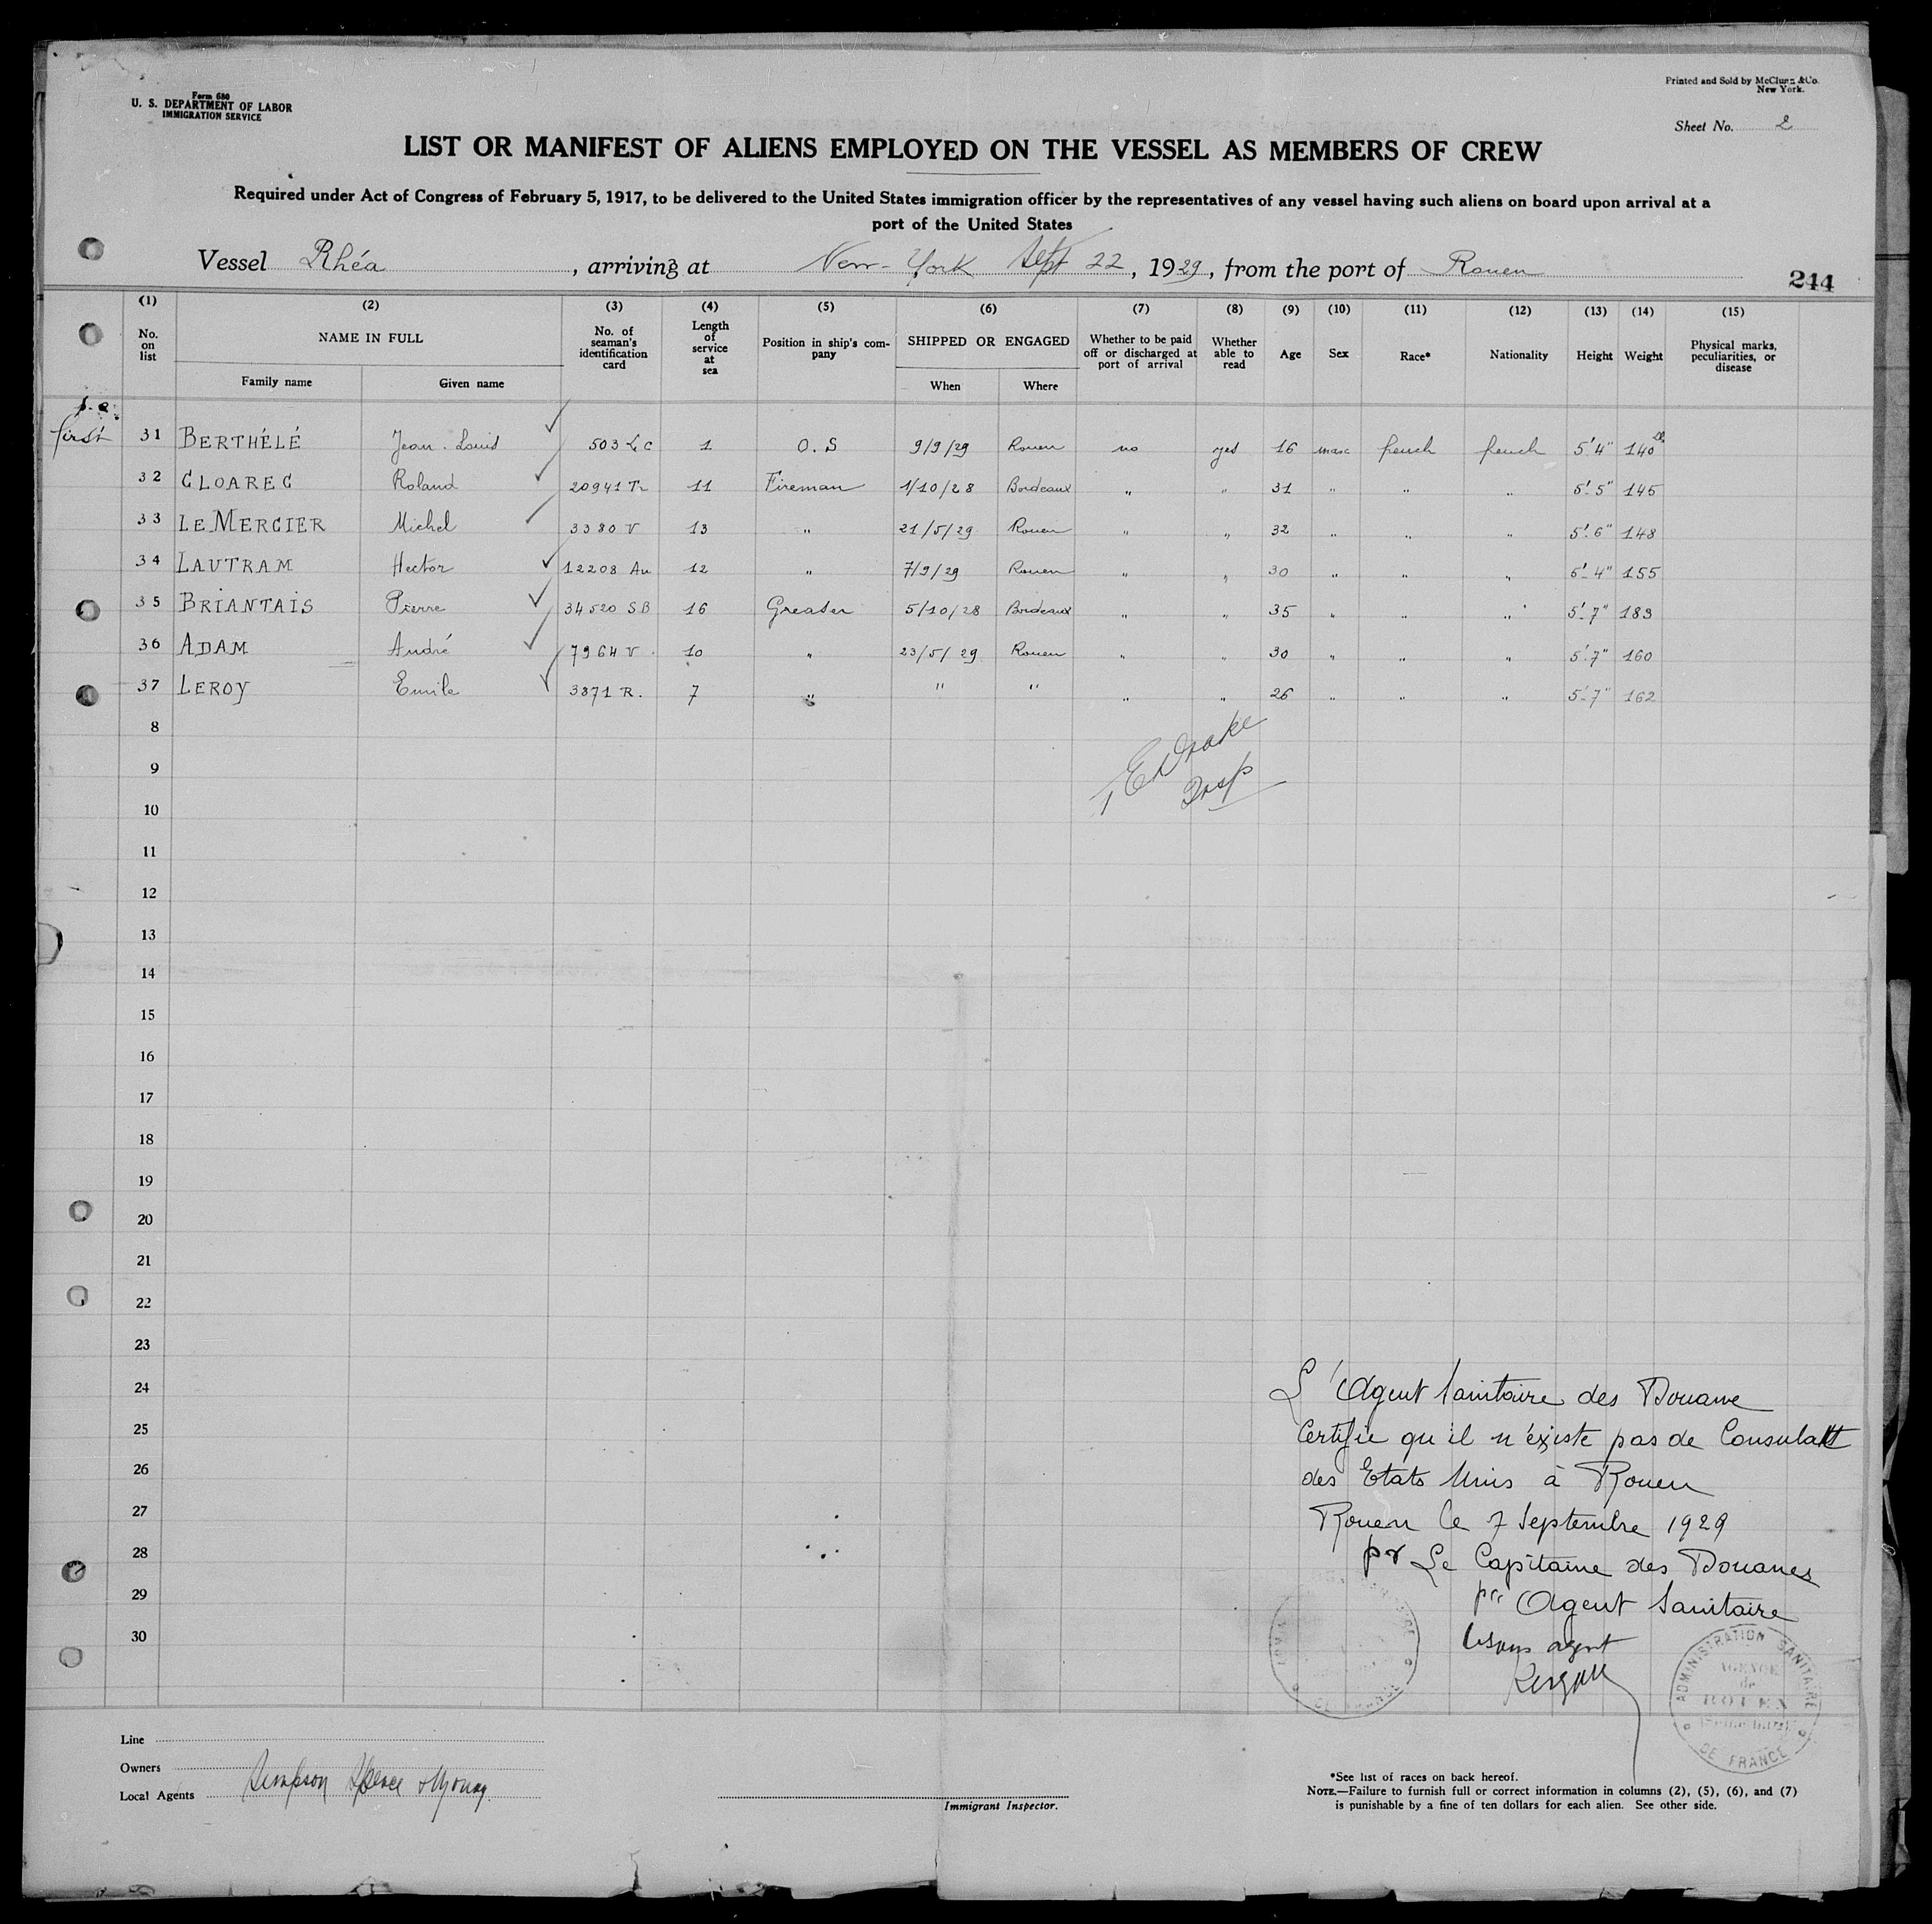 Form 680
U. S. DEPARTMENT OF LABOR
IMMIGRATION SERVICE
Printed and Sold by McClunn & Co.
New York.
Sheet No. 2
LIST OR MANIFEST OF ALIENS EMPLOYED ON THE VESSEL AS MEMBERS OF CREW
Required under Act of Congress of February 5, 1917, to be delivered to the United States immigration officer by the representatives of any vessel having such aliens on board upon arrival at a
port of the United States
Vessel Rhéa, arriving at New-York Sept 22, 1929, from the port of Rouen
244
(1) (2) (3) (4) (5) (6) (7) (8) (9) (10) (11) (12) (13) (14) (15)
No. on list NAME IN FULL Family name Given name No. of seaman's identification card Length of service at sea Position in ship's company SHIPPED OR ENGAGED When Where Whether to be paid off or discharged at port of arrival Whether able to read Age Sex Race* Nationality Height Weight Physical marks, peculiarities, or disease
first 31 BERTHÉLÉ Jean-Louis 503 LC 1 O.S 9/9/29 Rouen no yes 16 masc french french 5'4" 140
32 CLOAREC Roland 20941 Tr 11 Fireman 1/10/28 Bordeaux " " 31 " " " 5'5" 145
33 LE MERCIER Michel 3380 V 13 " 21/5/29 Rouen " " 32 " " " 5'6" 148
34 LAUTRAM Hector 12208 Au 12 " 7/9/29 Rouen " " 30 " " " 5'4" 155
35 BRIANTAIS Pierre 34520 SB 16 Greaser 5/10/28 Bordeaux " " 35 " " " 5'7" 183
36 ADAM André 7964 V 10 " 23/5/29 Rouen " " 30 " " " 5'7" 160
37 LEROY Emile 3871 R. 7 " " " " " 26 " " " 5'7" 162
8
E Drake
9
Insp
10
11
12
13
14
15
16
17
18
19
20
21
22
23
24
L'Agent Sanitaire des Douane
25
Certifie qu'il n'éxiste pas de Consulat
26
des Etats Unis à Rouen
27
Rouen le 7 Septembre 1929
28
pr Le Capitaine des Douanes
29
Agent Sanitaire
30
agent
ADMINISTRATION SANITAIRE
AGENCE
de
ROUEN
DE FRANCE
Line
Owners
Local Agents Simpson Spence & Young.
Immigrant Inspector.
*See list of races on back hereof.
NOTE.—Failure to furnish full or correct information in columns (2), (5), (6), and (7)
is punishable by a fine of ten dollars for each alien. See other side.